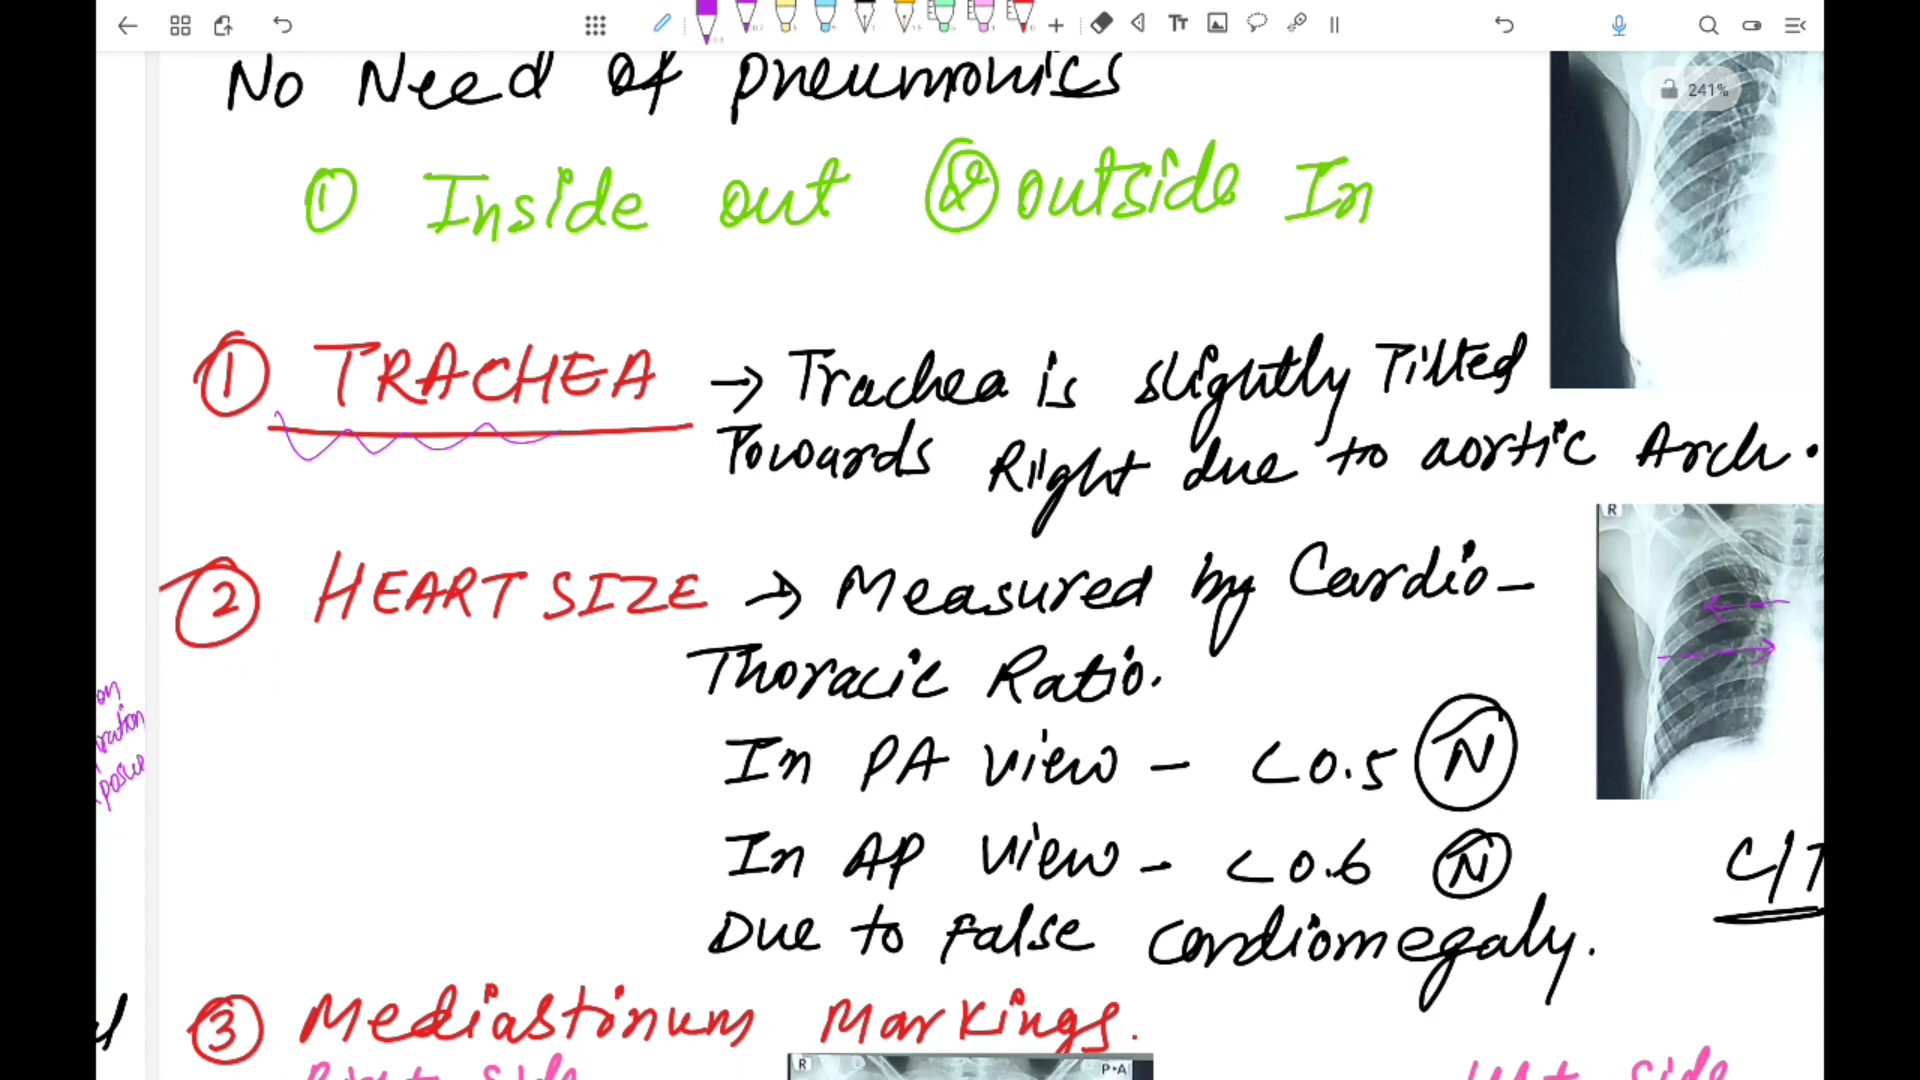 241%
No Need of pneumonics
① Inside out ② outside In
① TRACHEA → Trachea is slightly Tilted
Towards Right due to aortic Arch.
R
② HEART SIZE → Measured by Cardio-
Thoracic Ratio.
In PA view - <0.5 Ⓝ
In AP view - <0.6 Ⓝ
C/T
Due to False Cardiomegaly.
③ Mediastinum Markings.
R
P+A